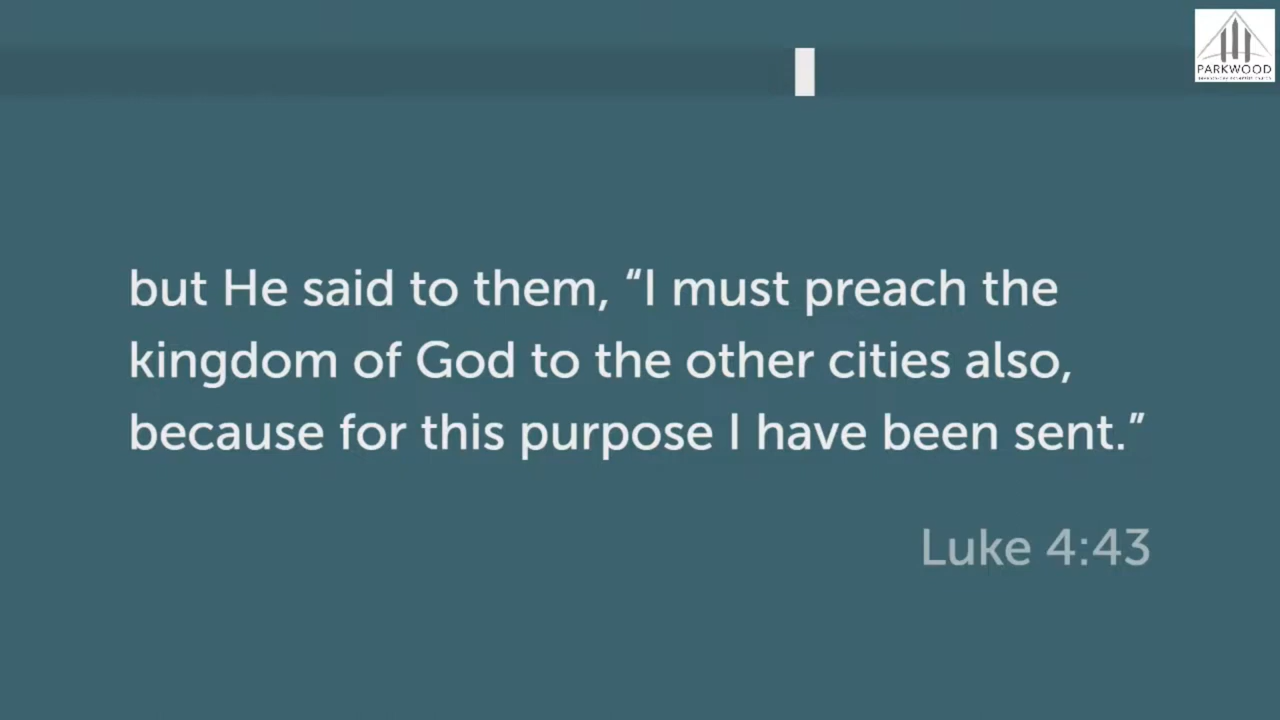 PARKWOOD
but He said to them, “I must preach the
kingdom of God to the other cities also,
because for this purpose I have been sent.”
Luke 4:43